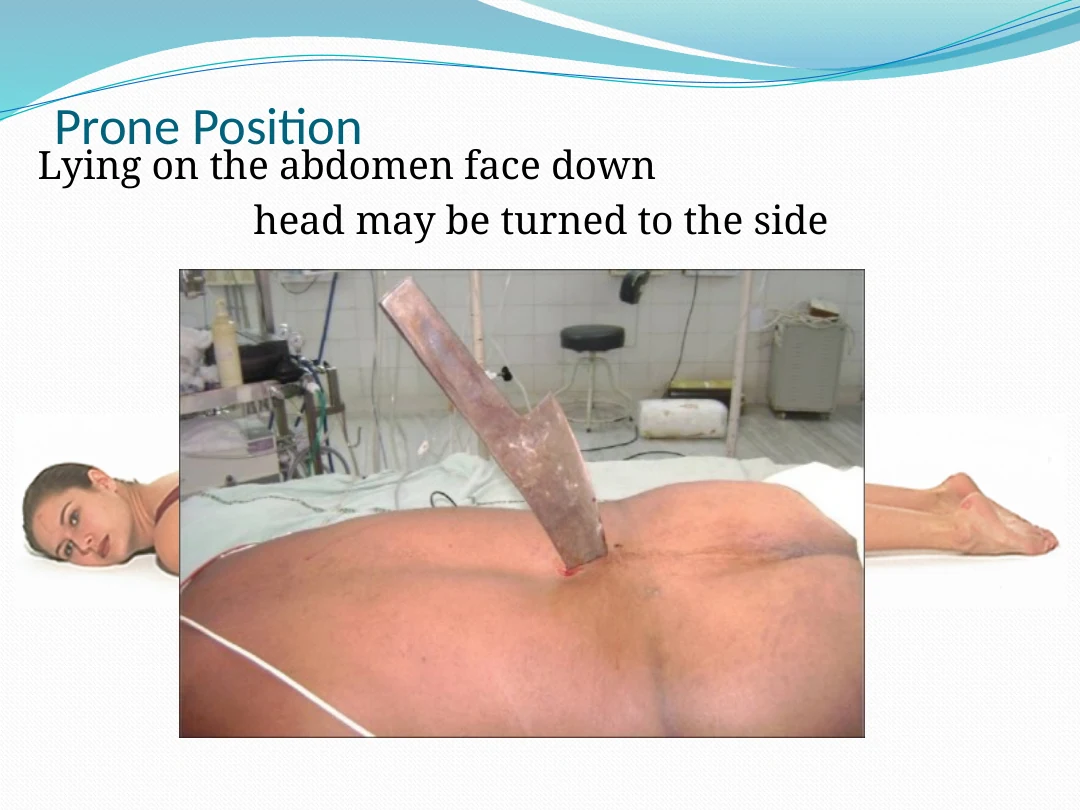 Prone Position
Lying on the abdomen face down
head may be turned to the side